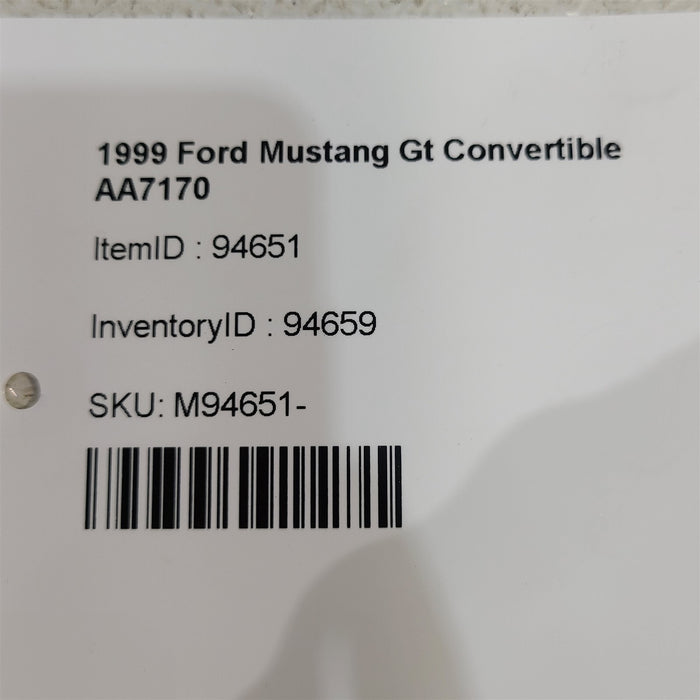 1999 Ford Mustang Gt Convertible
AA7170
ItemID : 94651
InventoryID : 94659
SKU: M94651-